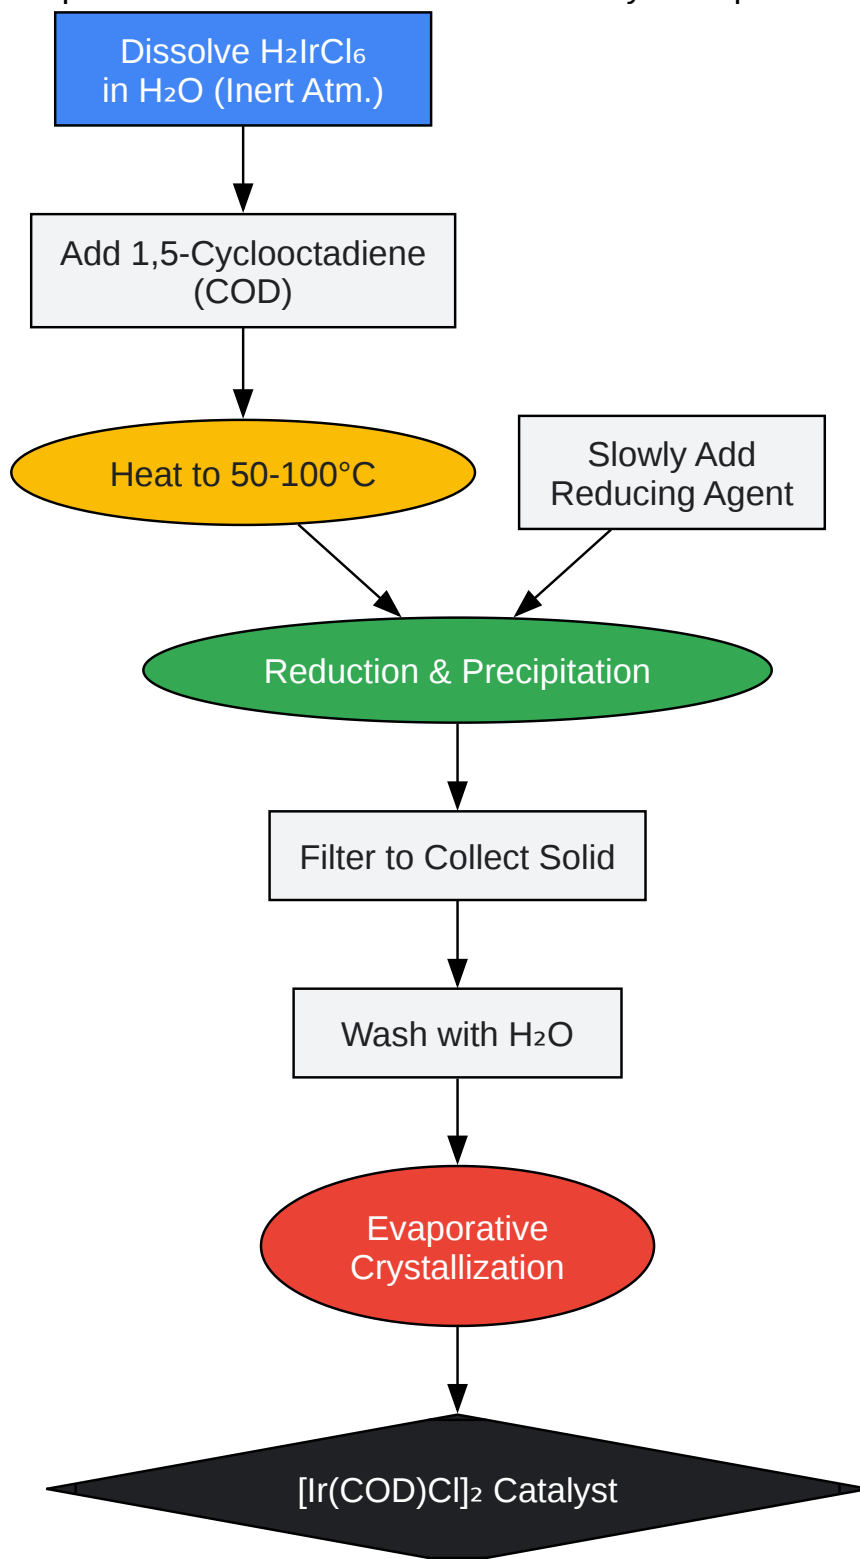 Dissolve H₂IrCl₆
in H₂O (Inert Atm.)
Add 1,5-Cyclooctadiene
(COD)
Heat to 50-100°C
Slowly Add
Reducing Agent
Reduction & Precipitation
Filter to Collect Solid
Wash with H₂O
Evaporative
Crystallization
[Ir(COD)Cl]₂ Catalyst